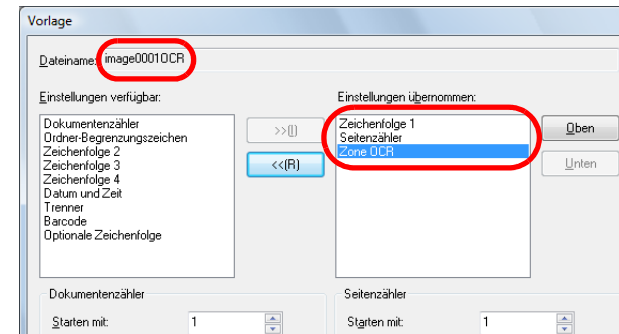 Vorlage
Dateiname: image0001OCR
Einstellungen verfügbar:
Dokumentenzähler
Ordner-Begrenzungszeichen
Zeichenfolge 2
Zeichenfolge 3
Zeichenfolge 4
Datum und Zeit
Trenner
Barcode
Optionale Zeichenfolge
>>(I)
<<(R)
Einstellungen übernommen:
Zeichenfolge 1
Seitenzähler
Zone OCR
Oben
Unten
Dokumentenzähler
Starten mit: 1
Seitenzähler
Starten mit: 1